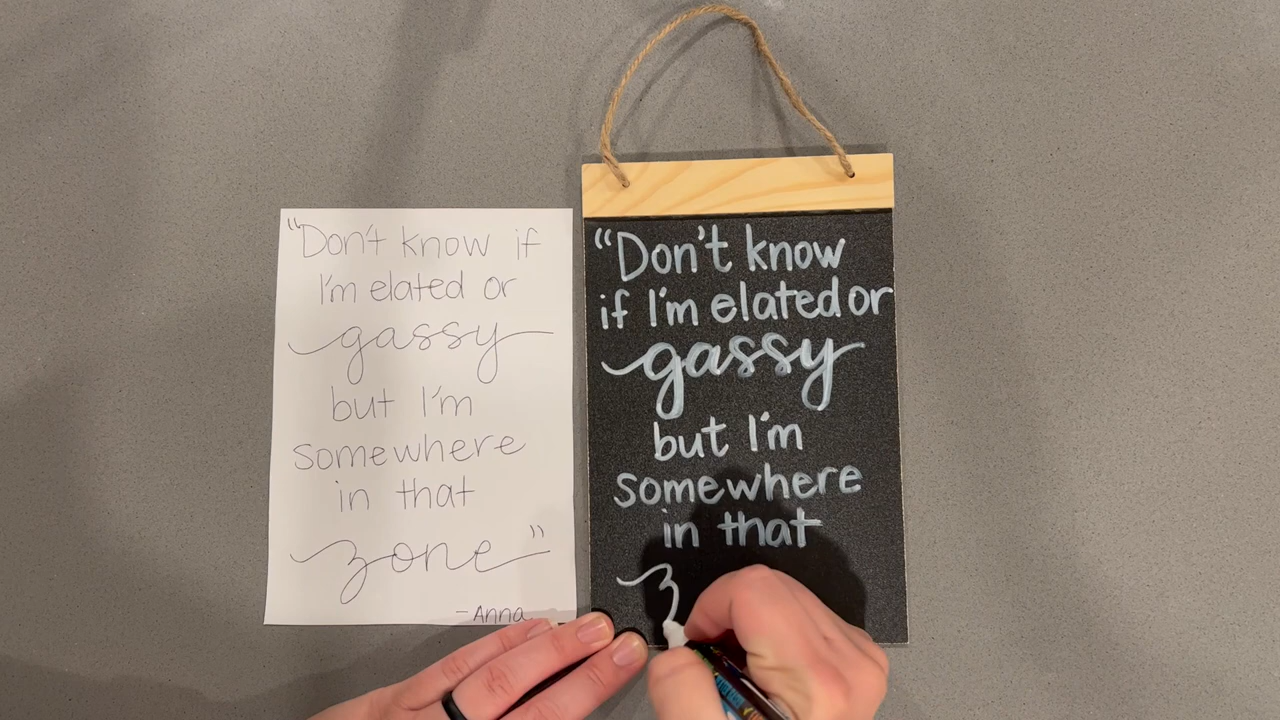 "Don't know if
I'm elated or
gassy
but I'm
somewhere
in that
zone"
-Anna
"Don't know
if I'm elated or
gassy
but I'm
somewhere
in that
z